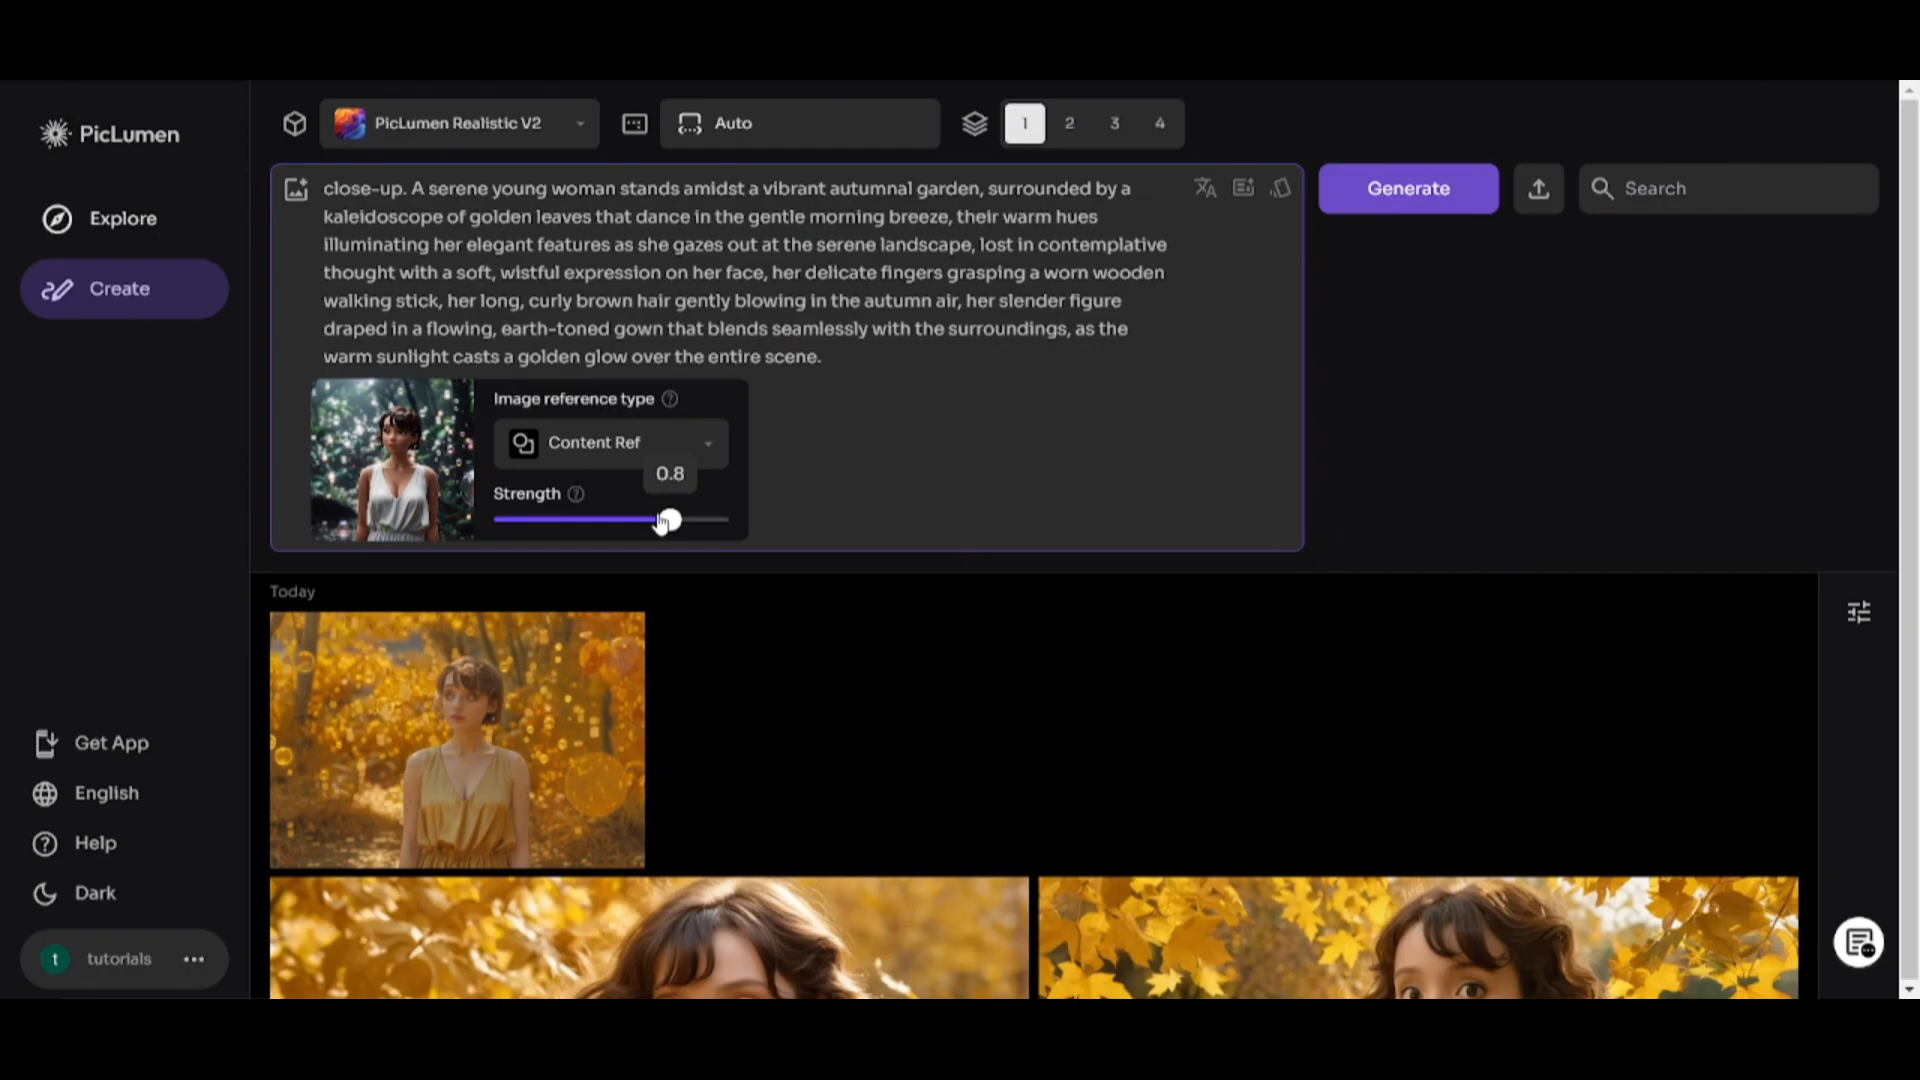 PicLumen
PicLumen Realistic V2
Auto
1
2
3
4
close-up. A serene young woman stands amidst a vibrant autumnal garden, surrounded by a
kaleidoscope of golden leaves that dance in the gentle morning breeze, their warm hues
illuminating her elegant features as she gazes out at the serene landscape, lost in contemplative
thought with a soft, wistful expression on her face, her delicate fingers grasping a worn wooden
walking stick, her long, curly brown hair gently blowing in the autumn air, her slender figure
draped in a flowing, earth-toned gown that blends seamlessly with the surroundings, as the
warm sunlight casts a golden glow over the entire scene.
Generate
Search
Explore
Create
Image reference type
Content Ref
0.8
Strength
Today
Get App
English
Help
Dark
t
tutorials